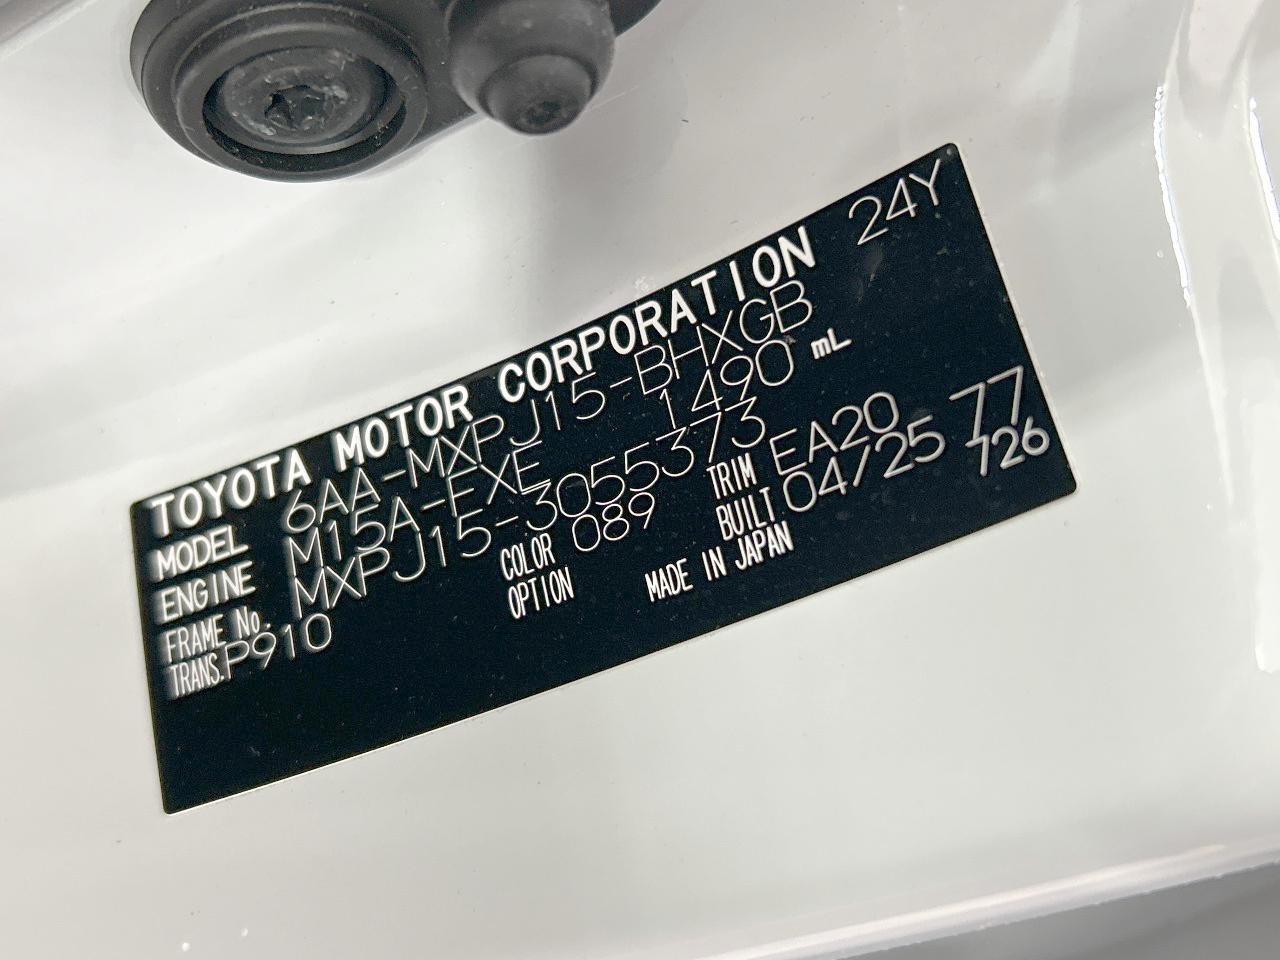 TOYOTA MOTOR CORPORATION 24Y
MODEL 6AA-MXPJ15-BHXGB
ENGINE M15A-FXE 1490 mL
FRAME No. MXPJ15-3055373
TRANS. P910 COLOR 089 TRIM EA20 77
OPTION BUILT 04/25 726
MADE IN JAPAN